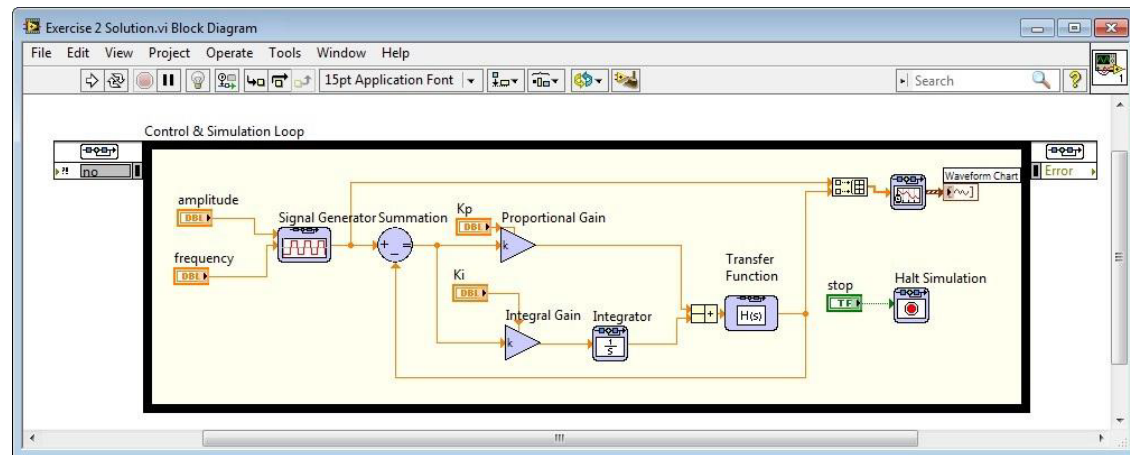 Exercise 2 Solution.vi Block Diagram
File Edit View Project Operate Tools Window Help
15pt Application Font
Search
?
1
Control & Simulation Loop
?! no
Error
amplitude
DBL
frequency
DBL
Signal Generator
Summation
+ − =
Kp
DBL
Proportional Gain
k
Ki
DBL
Integral Gain
k
Integrator
1
s
+
Transfer
Function
H(s)
Waveform Chart
stop
TF
Halt Simulation